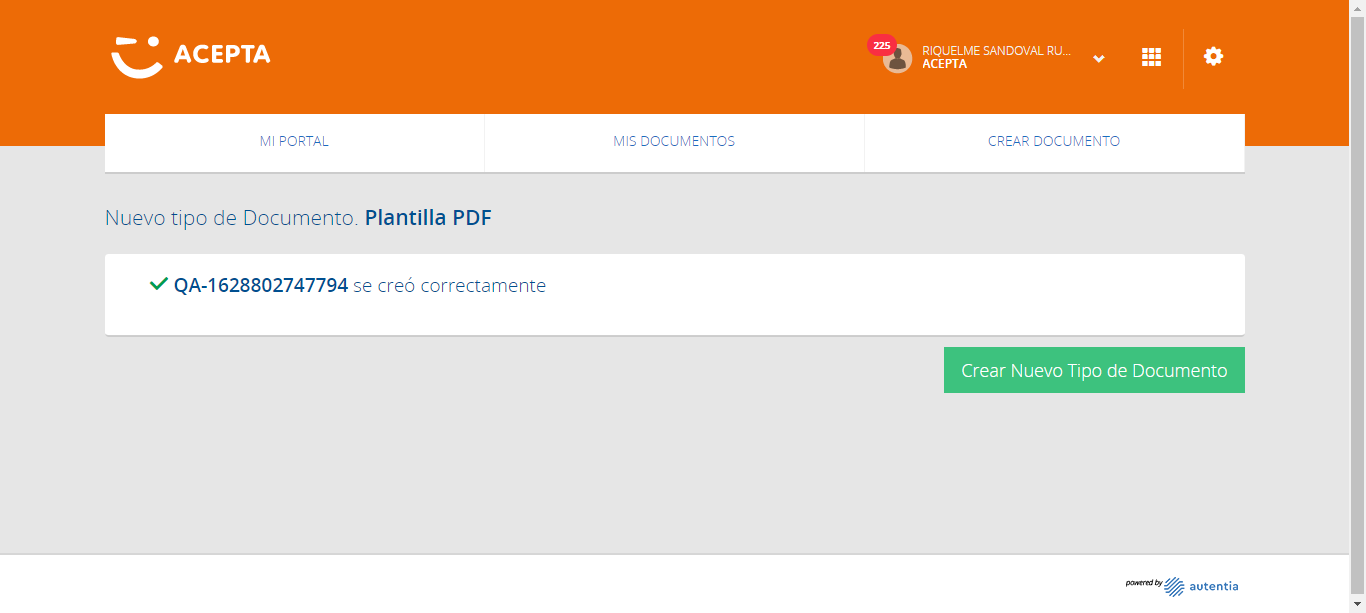 ACEPTA
225
RIQUELME SANDOVAL RU...
ACEPTA
MI PORTAL
MIS DOCUMENTOS
CREAR DOCUMENTO
Nuevo tipo de Documento. Plantilla PDF
QA-1628802747794 se creó correctamente
Crear Nuevo Tipo de Documento
powered by autentia